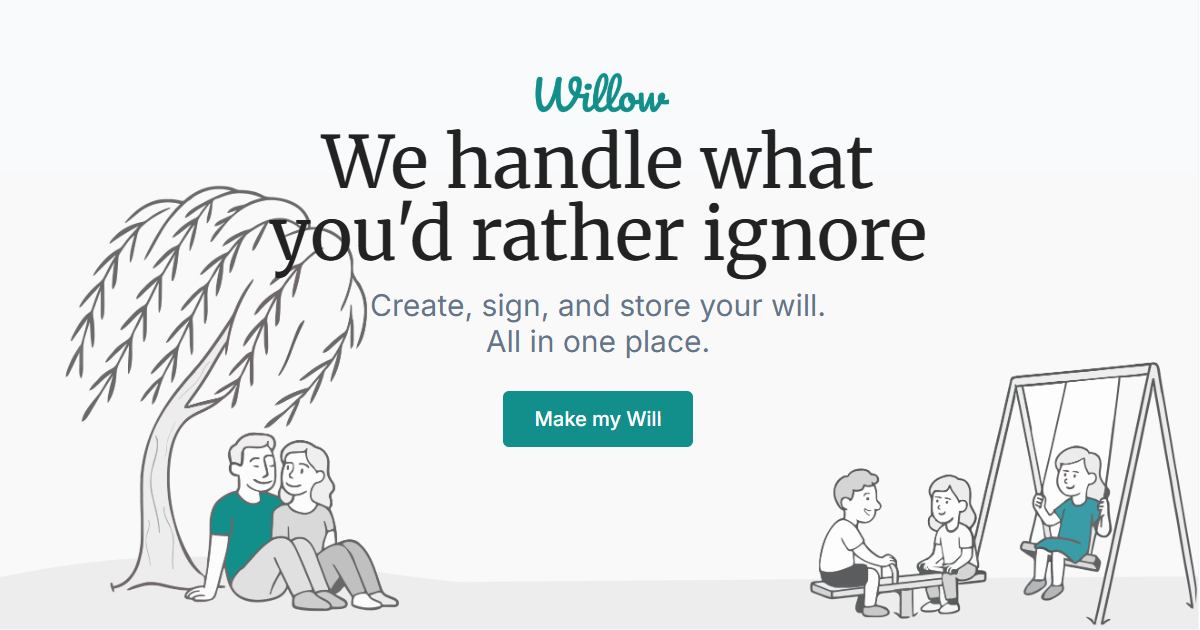 Willow
We handle what
you'd rather ignore
Create, sign, and store your will.
All in one place.
Make my Will